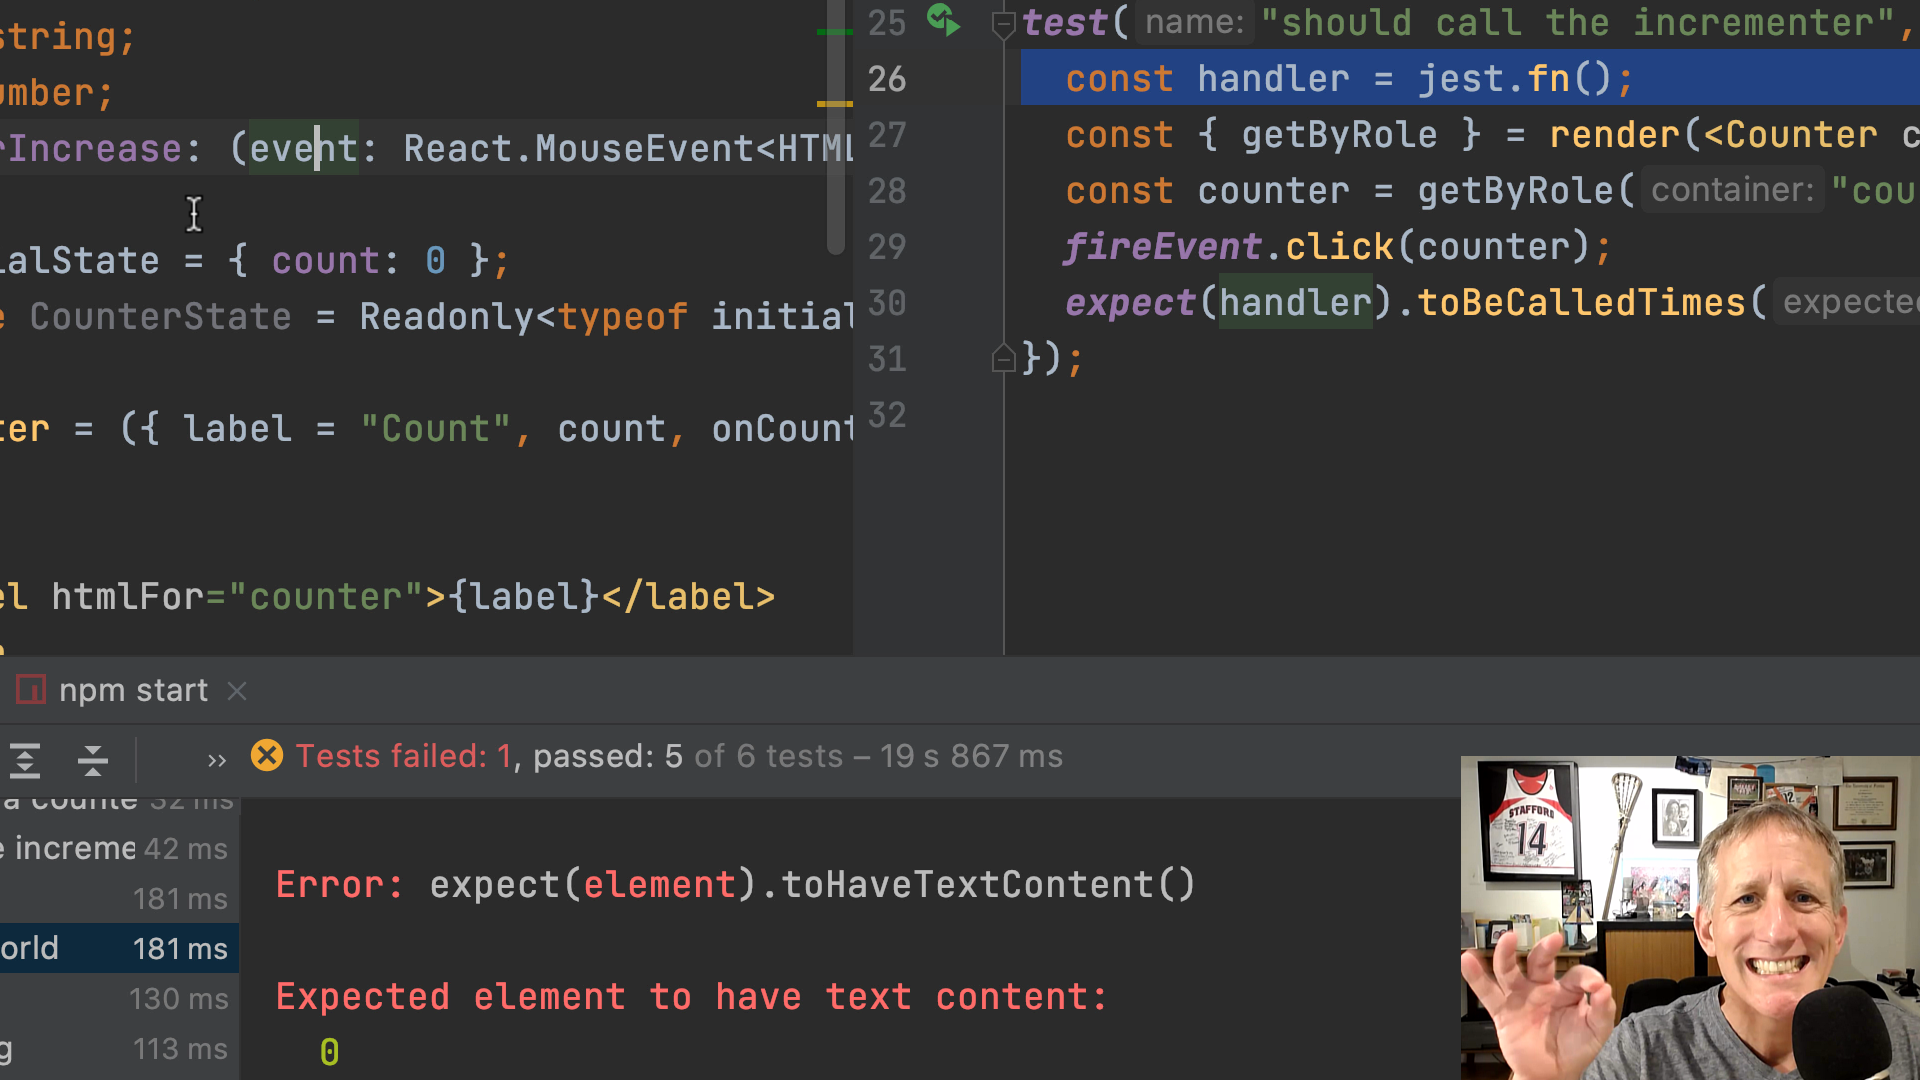 string;
umber;
rIncrease: (event: React.MouseEvent<HTML
ialState = { count: 0 };
e CounterState = Readonly<typeof initial
ter = ({ label = "Count", count, onCount
el htmlFor="counter">{label}</label>
25 test( name: "should call the incrementer",
26 const handler = jest.fn();
27 const { getByRole } = render(<Counter c
28 const counter = getByRole( container: "cou
29 fireEvent.click(counter);
30 expect(handler).toBeCalledTimes( expected
31 });
32
npm start
Tests failed: 1, passed: 5 of 6 tests – 19 s 867 ms
a counte 32 ms
e increme 42 ms
181 ms
orld 181 ms
130 ms
g 113 ms
Error: expect(element).toHaveTextContent()
Expected element to have text content:
0
STAFFORD
14